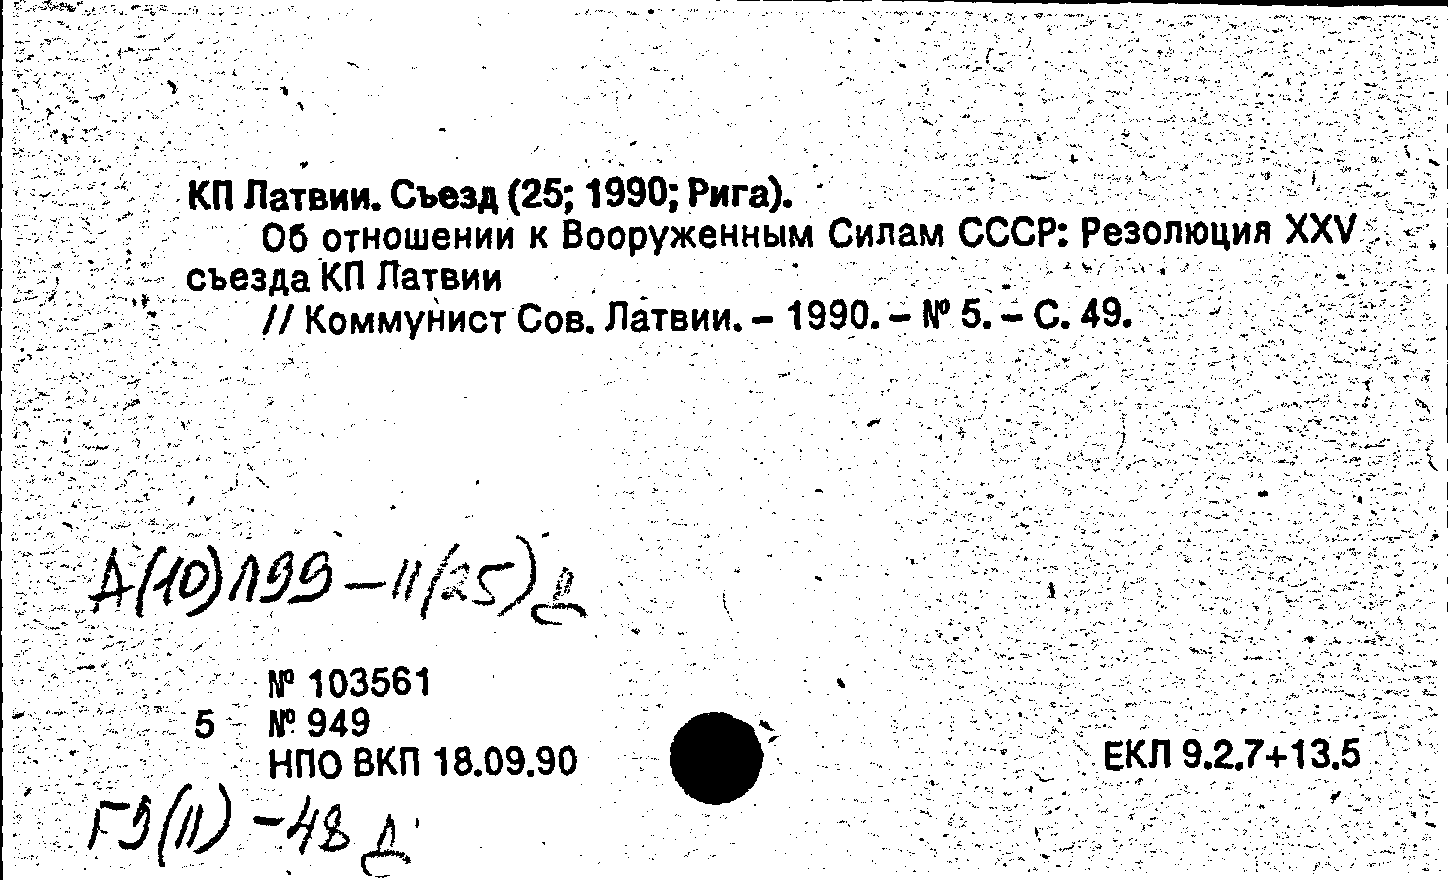 КП Латвии. Съезд (25; 1990; Рига).
Об отношении к Вооруженным Силам СССР: Резолюция XXV
съезда КП Латвии
// Коммунист Сов. Латвии. – 1990. – № 5. – С. 49.
А(10)Л99 – 11(25) Д
№ 103561
5 № 949
НПО ВКП 18.09.90
ЕКЛ 9.2.7+13.5
Г9(11) – 48 Д